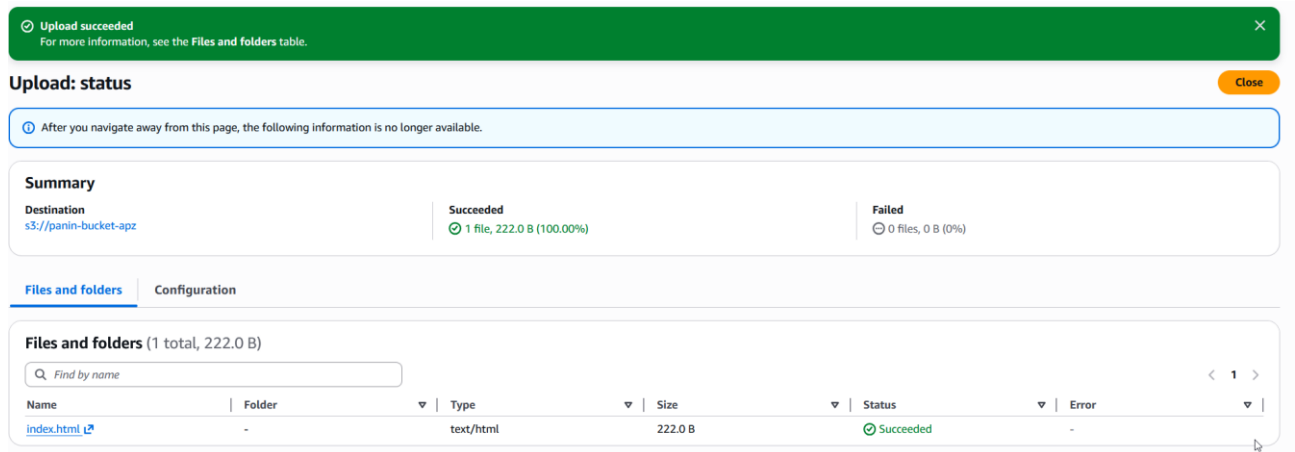 Upload succeeded
For more information, see the Files and folders table.
Upload: status
Close
After you navigate away from this page, the following information is no longer available.
Summary
Destination
s3://panin-bucket-apz
Succeeded
1 file, 222.0 B (100.00%)
Failed
0 files, 0 B (0%)
Files and folders Configuration
Files and folders (1 total, 222.0 B)
Find by name
1
Name Folder Type Size Status Error
index.html - text/html 222.0 B Succeeded -